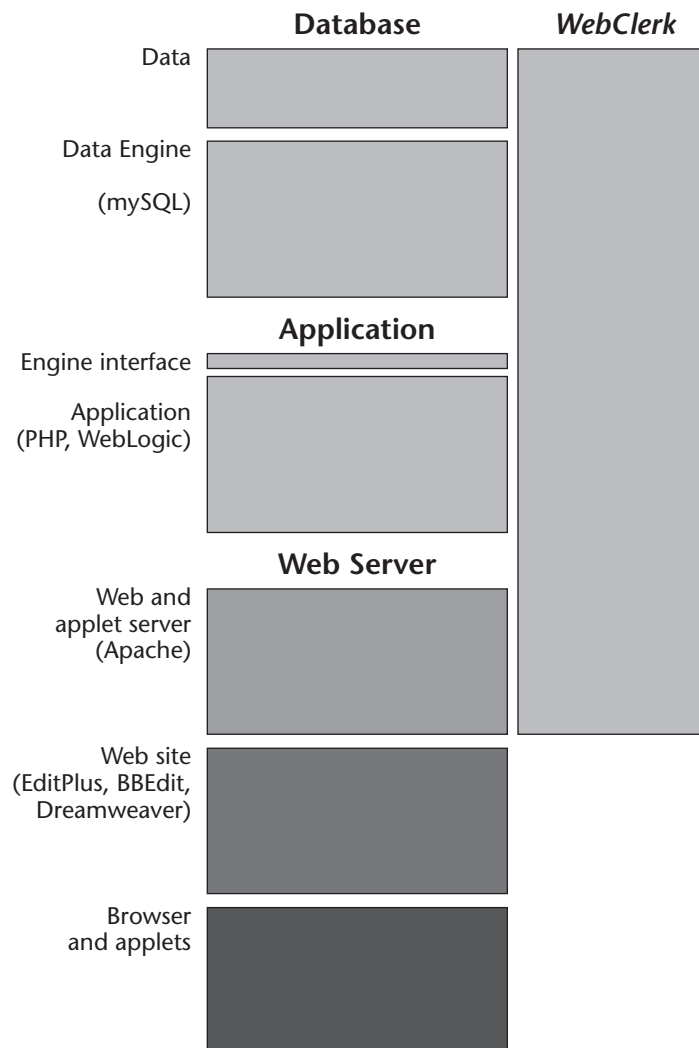 Database
WebClerk
Data
Data Engine
(mySQL)
Application
Engine interface
Application
(PHP, WebLogic)
Web Server
Web and
applet server
(Apache)
Web site
(EditPlus, BBEdit,
Dreamweaver)
Browser
and applets